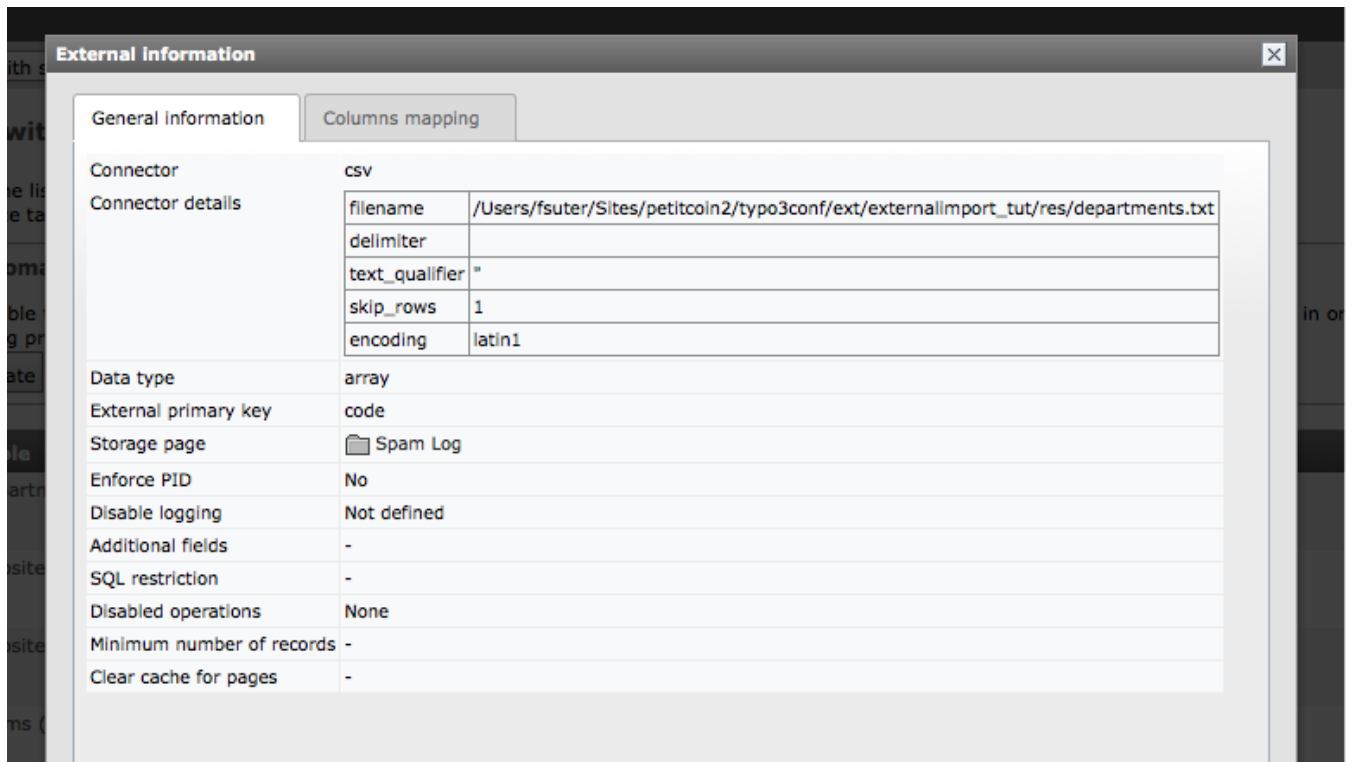 External information
General information Columns mapping
Connector csv
Connector details
filename /Users/fsuter/Sites/petitcoin2/typo3conf/ext/externalimport_tut/res/departments.txt
delimiter
text_qualifier "
skip_rows 1
encoding latin1
Data type array
External primary key code
Storage page Spam Log
Enforce PID No
Disable logging Not defined
Additional fields -
SQL restriction -
Disabled operations None
Minimum number of records -
Clear cache for pages -